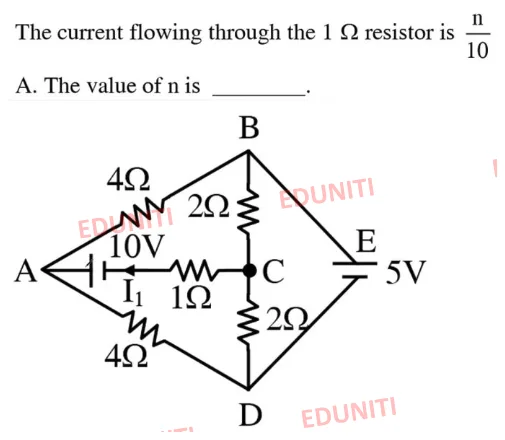 The current flowing through the 1 Ω resistor is n/10
A. The value of n is ________.
B
4Ω
2Ω
EDUNITI
EDUNITI
10V
E
A
C
5V
I₁
1Ω
2Ω
4Ω
D
EDUNITI